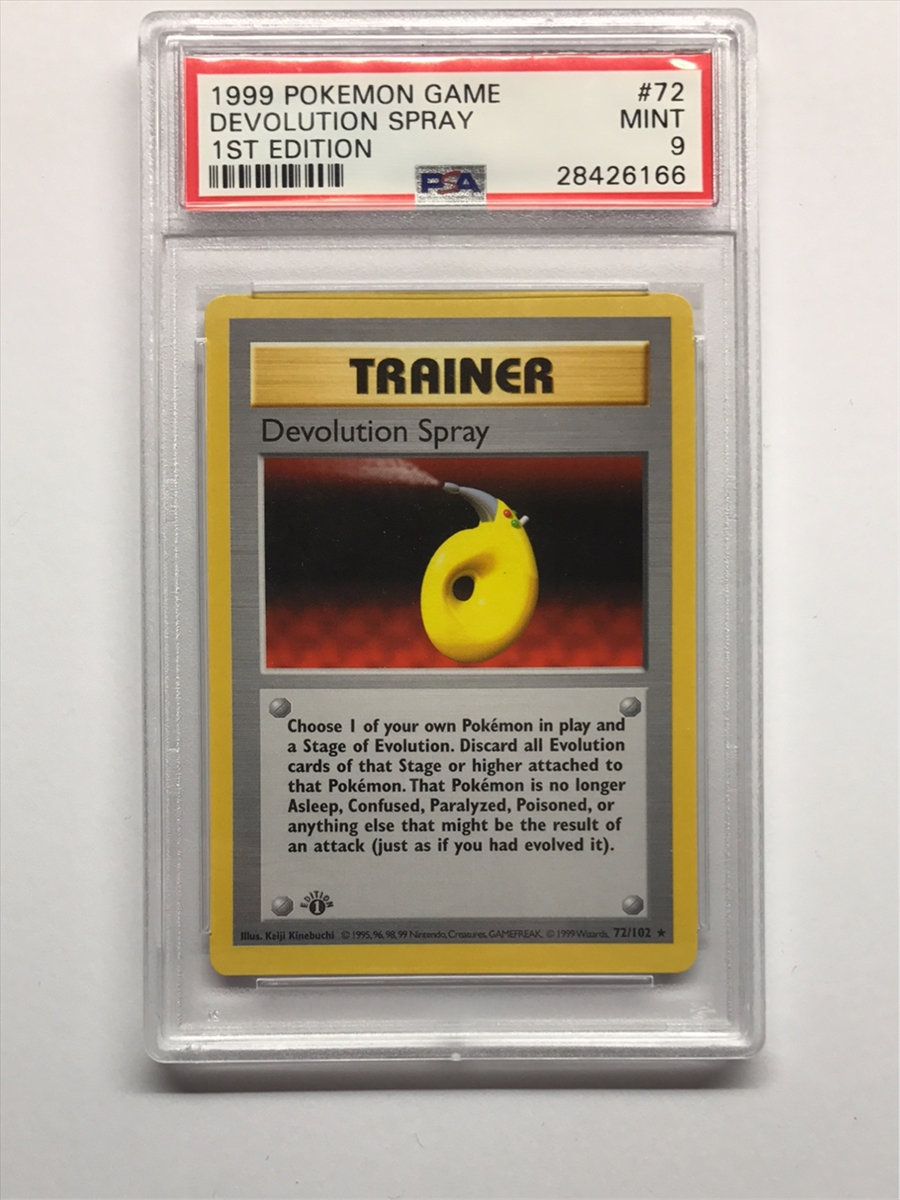 1999 POKEMON GAME #72
DEVOLUTION SPRAY MINT
1ST EDITION 9
PSA 28426166
TRAINER
Devolution Spray
Choose 1 of your own Pokémon in play and
a Stage of Evolution. Discard all Evolution
cards of that Stage or higher attached to
that Pokémon. That Pokémon is no longer
Asleep, Confused, Paralyzed, Poisoned, or
anything else that might be the result of
an attack (just as if you had evolved it).
EDITION
1
Illus. Keiji Kinebuchi ©1995, 96, 98, 99 Nintendo, Creatures, GAMEFREAK. ©1999 Wizards. 72/102 ★